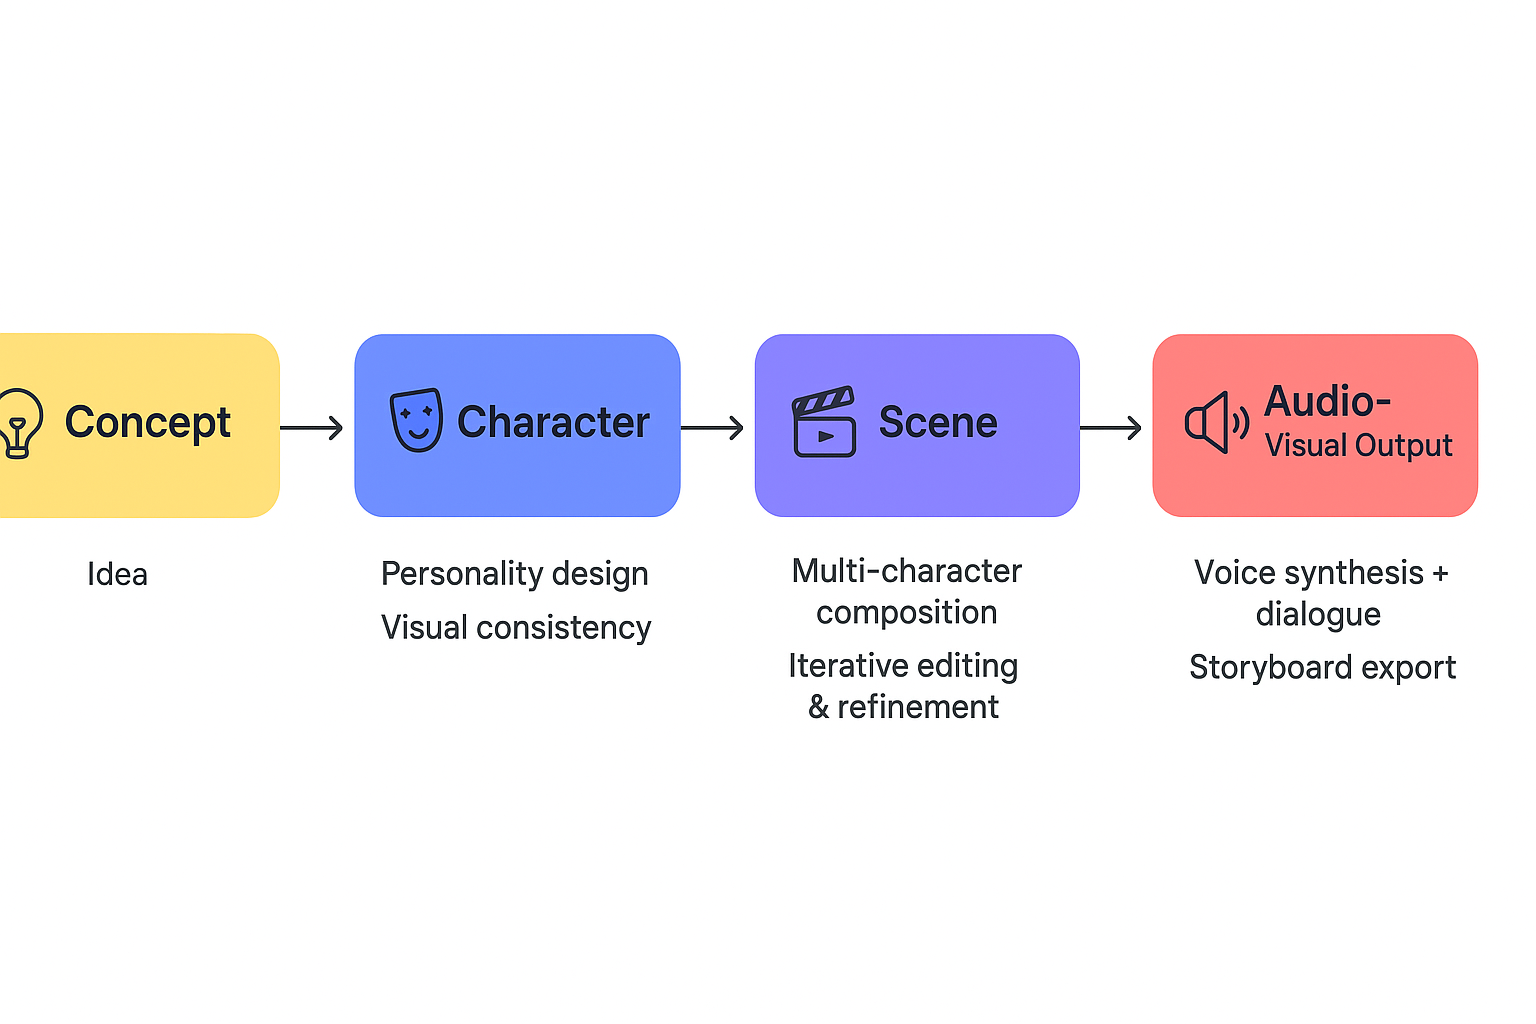 Concept
Idea
Character
Personality design
Visual consistency
Scene
Multi-character
composition
Iterative editing
& refinement
Audio-
Visual Output
Voice synthesis +
dialogue
Storyboard export